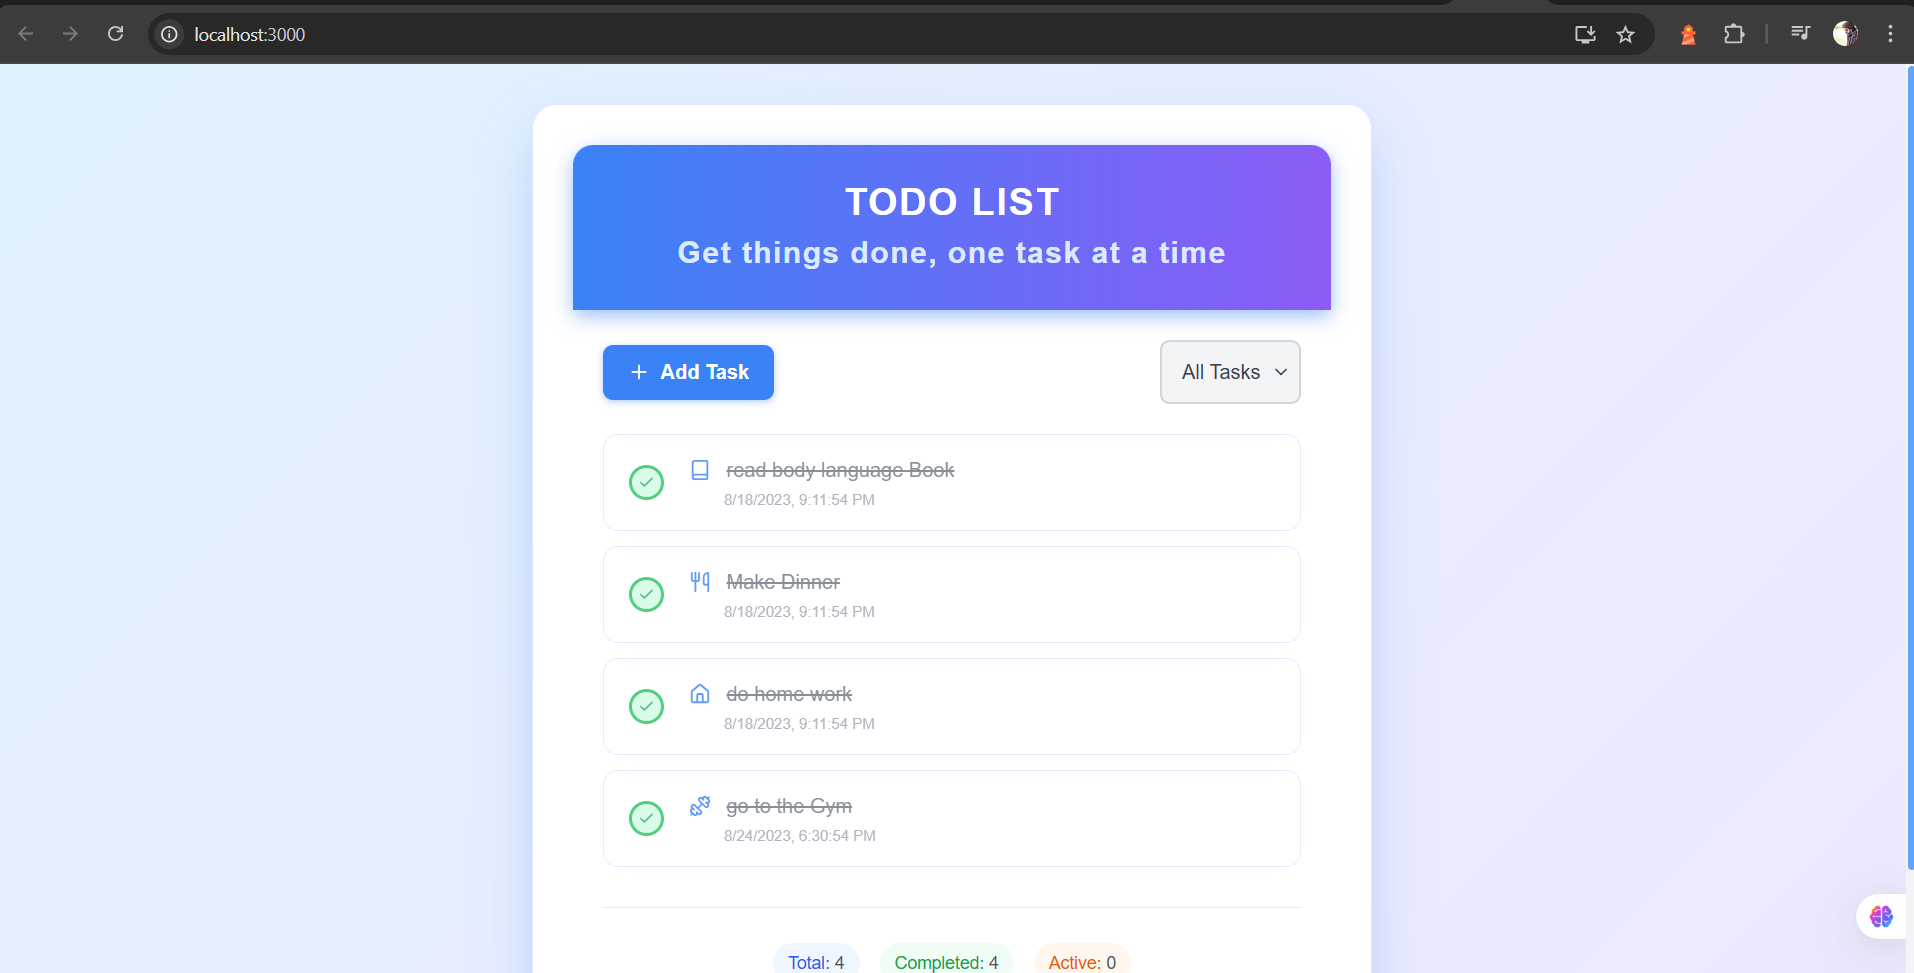 localhost:3000
TODO LIST
Get things done, one task at a time
Add Task
All Tasks
read body language Book
8/18/2023, 9:11:54 PM
Make Dinner
8/18/2023, 9:11:54 PM
do home work
8/18/2023, 9:11:54 PM
go to the Gym
8/24/2023, 6:30:54 PM
Total: 4 Completed: 4 Active: 0